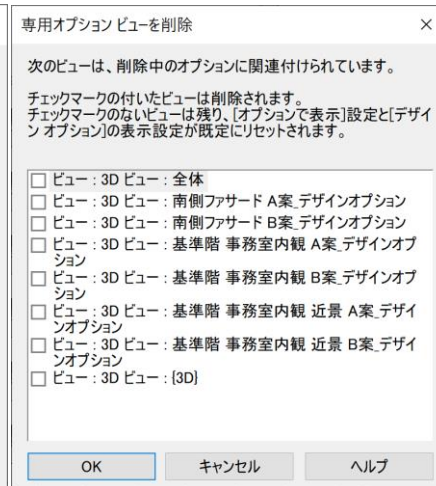 専用オプション ビューを削除
次のビューは、削除中のオプションに関連付けられています。
チェックマークの付いたビューは削除されます。
チェックマークのないビューは残り、[オプションで表示]設定と[デザイ
ン オプション]の表示設定が既定にリセットされます。
ビュー : 3D ビュー : 全体
ビュー : 3D ビュー : 南側ファサード A案_デザインオプション
ビュー : 3D ビュー : 南側ファサード B案_デザインオプション
ビュー : 3D ビュー : 基準階 事務室内観 A案_デザインオプ
ション
ビュー : 3D ビュー : 基準階 事務室内観 B案_デザインオプ
ション
ビュー : 3D ビュー : 基準階 事務室内観 近景 A案_デザイ
ンオプション
ビュー : 3D ビュー : 基準階 事務室内観 近景 B案_デザイ
ンオプション
ビュー : 3D ビュー : {3D}
OK キャンセル ヘルプ